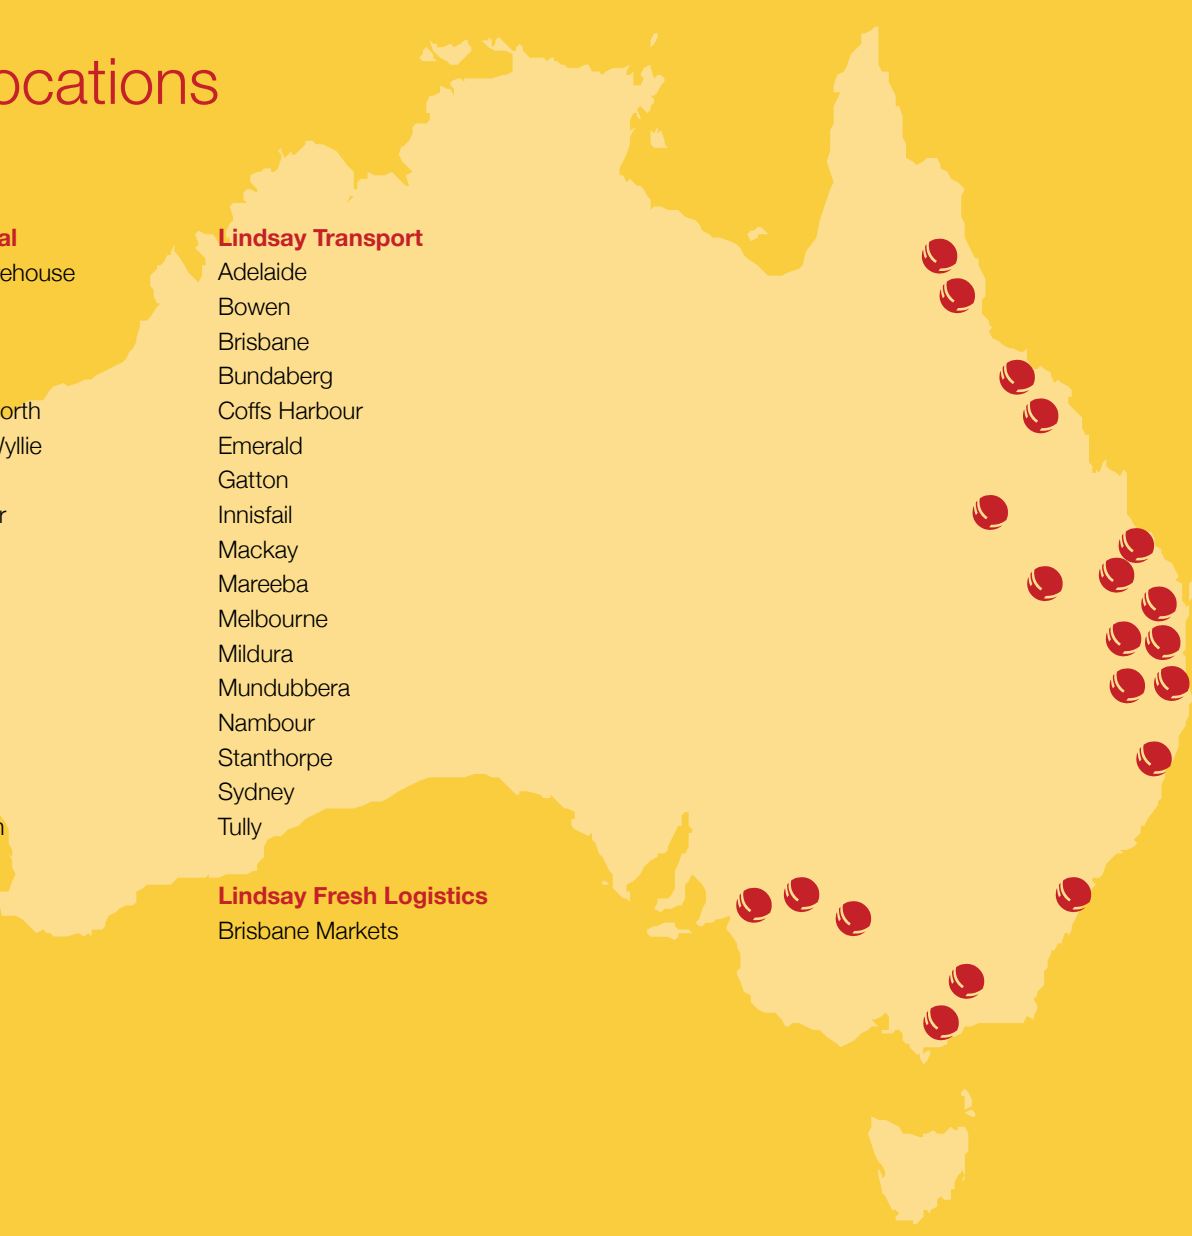 ocations
al
ehouse
orth
yllie
r
n
Lindsay Transport
Adelaide
Bowen
Brisbane
Bundaberg
Coffs Harbour
Emerald
Gatton
Innisfail
Mackay
Mareeba
Melbourne
Mildura
Mundubbera
Nambour
Stanthorpe
Sydney
Tully
Lindsay Fresh Logistics
Brisbane Markets